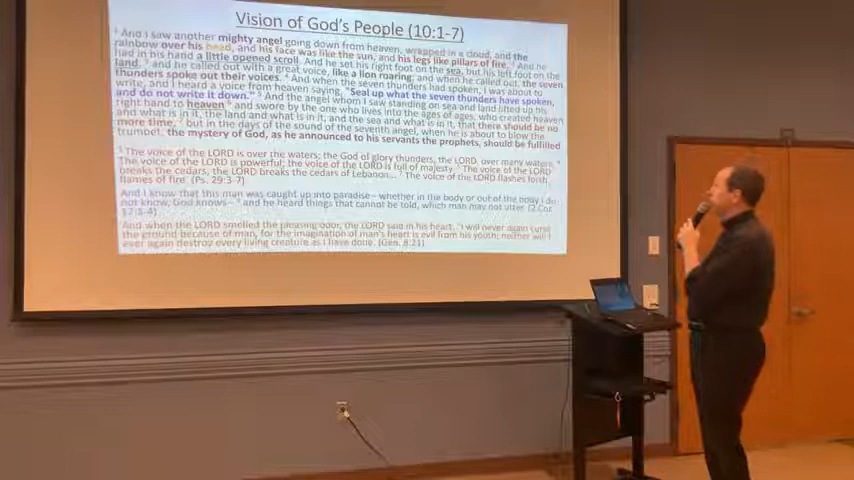 Vision of God's People (10:1-7)
1 And I saw another mighty angel going down from heaven, wrapped in a cloud, and the
rainbow over his head, and his face was like the sun, and his legs like pillars of fire, 2 And he
had in his hand a little opened scroll. And he set his right foot on the sea, but his left foot on the
land, 3 and he called out with a great voice, like a lion roaring; and when he called out, the seven
thunders spoke out their voices. 4 And when the seven thunders had spoken, I was about to
write, and I heard a voice from heaven saying, "Seal up what the seven thunders have spoken,
and do not write it down." 5 And the angel whom I saw standing on sea and land lifted up his
right hand to heaven 6 and swore by the one who lives into the ages of ages, who created heaven
and what is in it, the land and what is in it, and the sea and what is in it, that there should be no
more time, 7 but in the days of the sound of the seventh angel, when he is about to blow the
trumpet, the mystery of God, as he announced to his servants the prophets, should be fulfilled
3 The voice of the LORD is over the waters; the God of glory thunders, the LORD, over many waters. 4
The voice of the LORD is powerful; the voice of the LORD is full of majesty. 5 The voice of the LORD
breaks the cedars, the LORD breaks the cedars of Lebanon... 7 The voice of the LORD flashes forth
flames of fire. (Ps. 29:3-7)
And I know that this man was caught up into paradise – whether in the body or out of the body I do
not know, God knows – 4 and he heard things that cannot be told, which man may not utter. (2 Cor
12:3-4)
And when the LORD smelled the pleasing odor, the LORD said in his heart, "I will never again curse
the ground because of man, for the imagination of man's heart is evil from his youth; neither will I
ever again destroy every living creature as I have done. (Gen. 8:21)